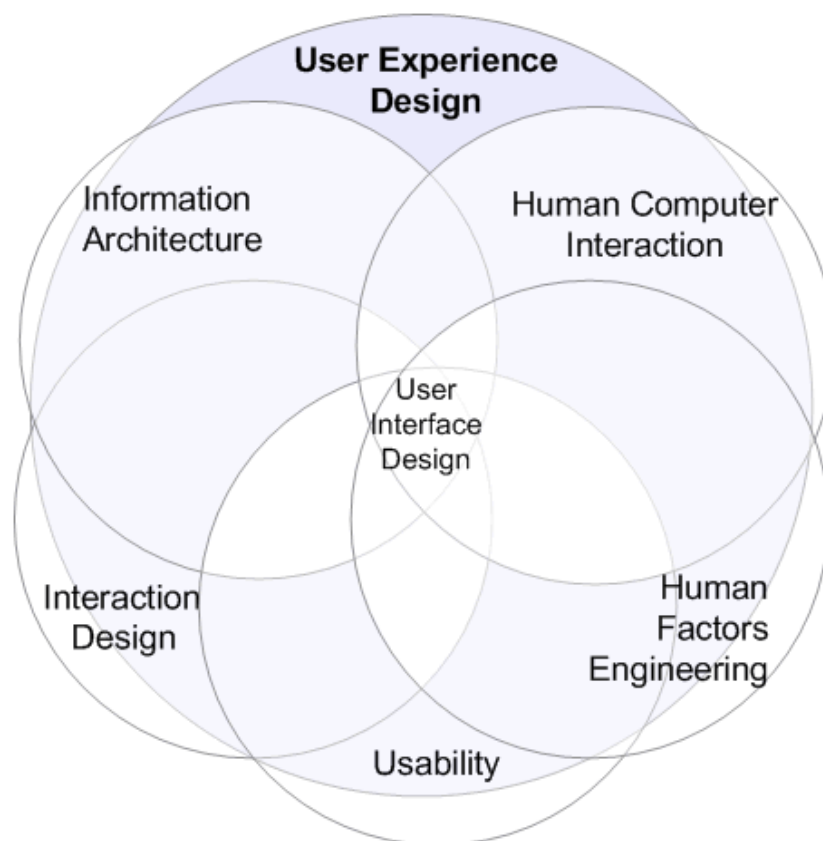 User Experience
Design
Information
Architecture
Human Computer
Interaction
User
Interface
Design
Interaction
Design
Human
Factors
Engineering
Usability